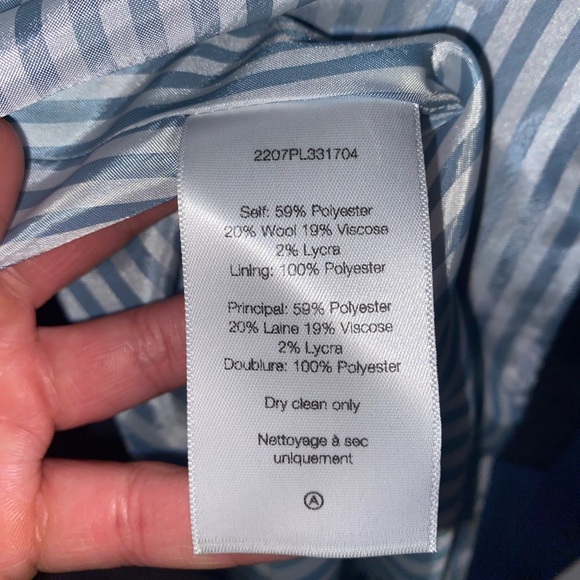 2207PL331704
Self: 59% Polyester
20% Wool 19% Viscose
2% Lycra
Lining: 100% Polyester
Principal: 59% Polyester
20% Laine 19% Viscose
2% Lycra
Doublure: 100% Polyester
Dry clean only
Nettoyage à sec
uniquement
A